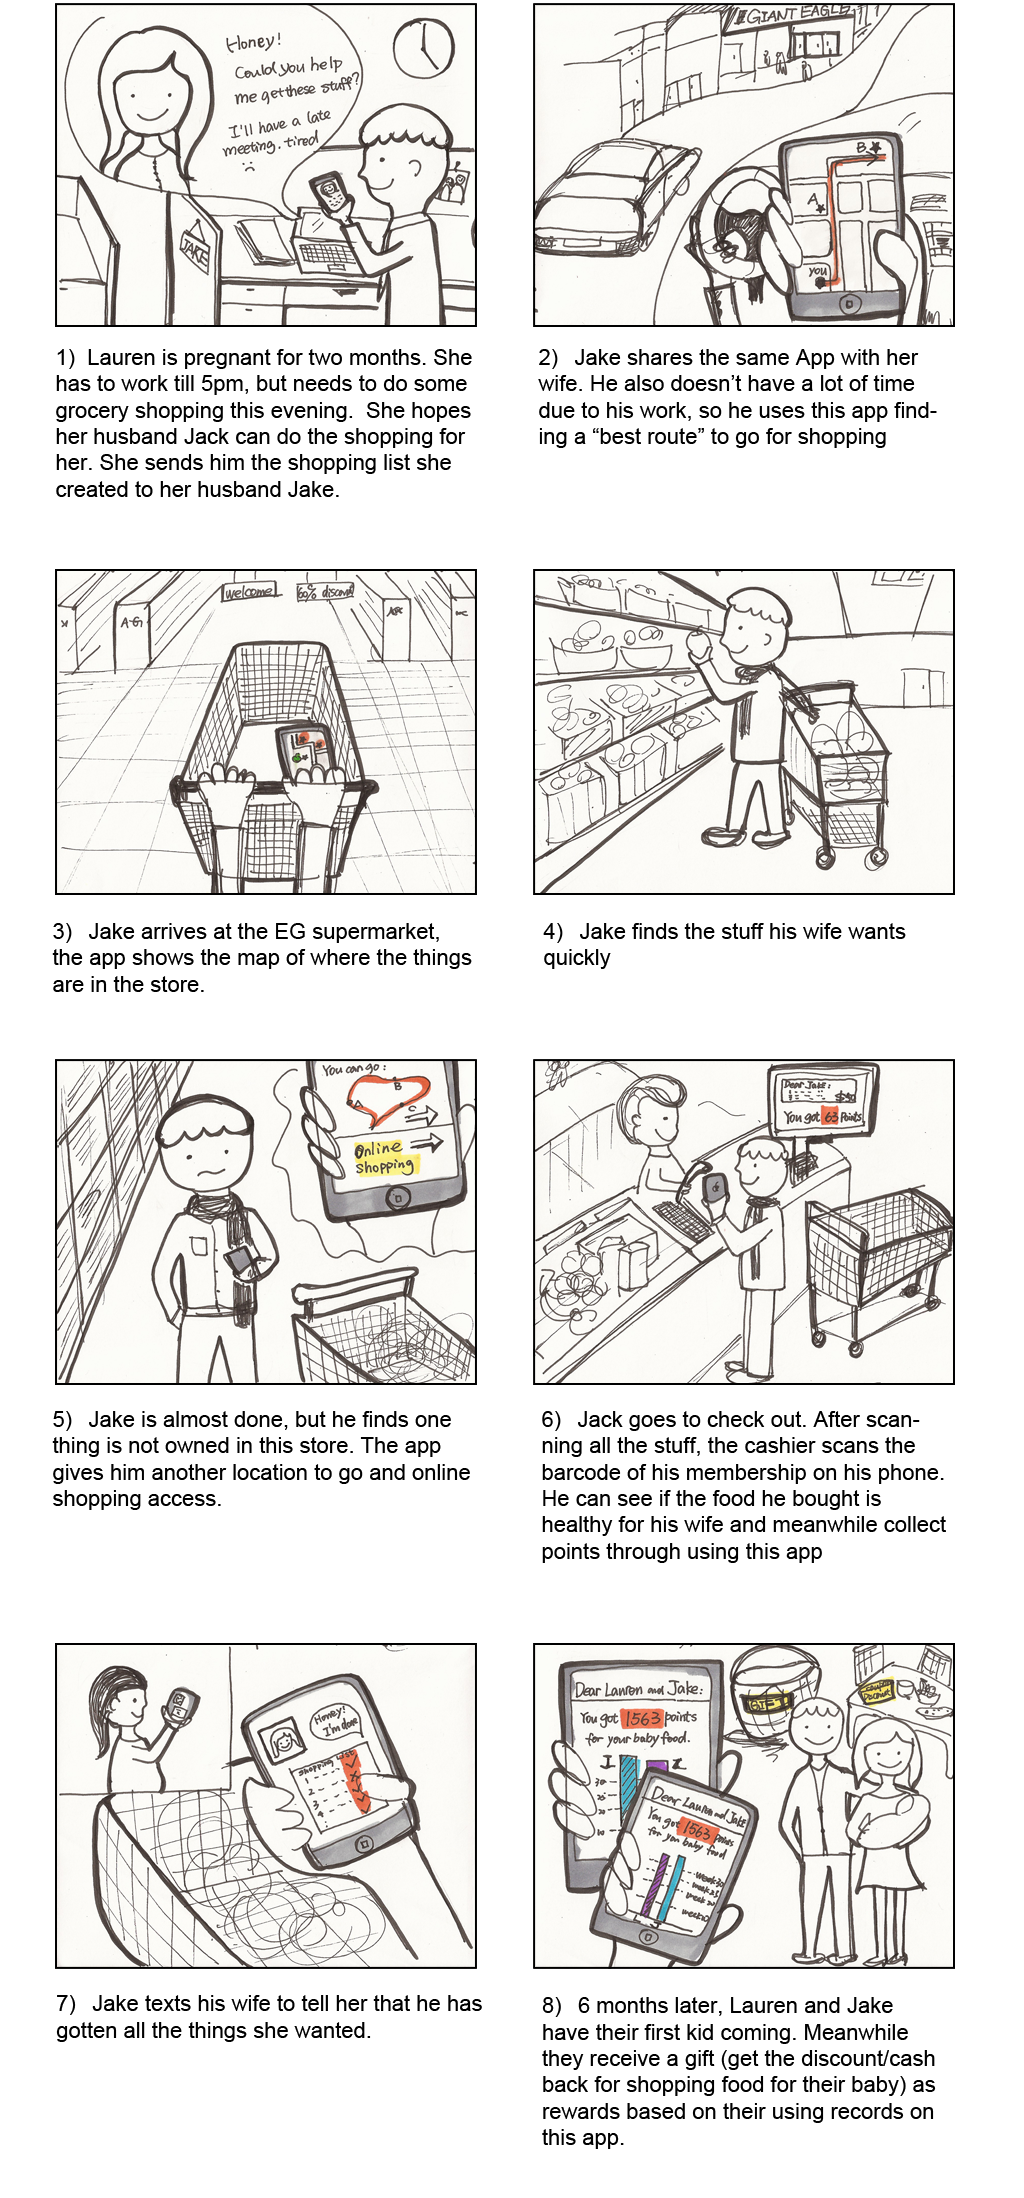 Honey!
Could you help
me get these stuff?
I'll have a late
meeting. tired
JAKE
1) Lauren is pregnant for two months. She
has to work till 5pm, but needs to do some
grocery shopping this evening. She hopes
her husband Jack can do the shopping for
her. She sends him the shopping list she
created to her husband Jake.
GIANT EAGLE
B
A
you
2) Jake shares the same App with her
wife. He also doesn't have a lot of time
due to his work, so he uses this app find-
ing a “best route” to go for shopping
welcome
60% discount
A-G
3) Jake arrives at the EG supermarket,
the app shows the map of where the things
are in the store.
4) Jake finds the stuff his wife wants
quickly
You can go:
B
A
C
Online
shopping
5) Jake is almost done, but he finds one
thing is not owned in this store. The app
gives him another location to go and online
shopping access.
Dear Jake:
You got 63 Points
6) Jack goes to check out. After scan-
ning all the stuff, the cashier scans the
barcode of his membership on his phone.
He can see if the food he bought is
healthy for his wife and meanwhile collect
points through using this app
Honey!
I'm done
shopping list
1
2
3
4
7) Jake texts his wife to tell her that he has
gotten all the things she wanted.
Dear Lauren and Jake:
You got 1563 points
for your baby food.
GIFT
Dear Lauren and Jake
You got 1563 points
for you baby food
8) 6 months later, Lauren and Jake
have their first kid coming. Meanwhile
they receive a gift (get the discount/cash
back for shopping food for their baby) as
rewards based on their using records on
this app.